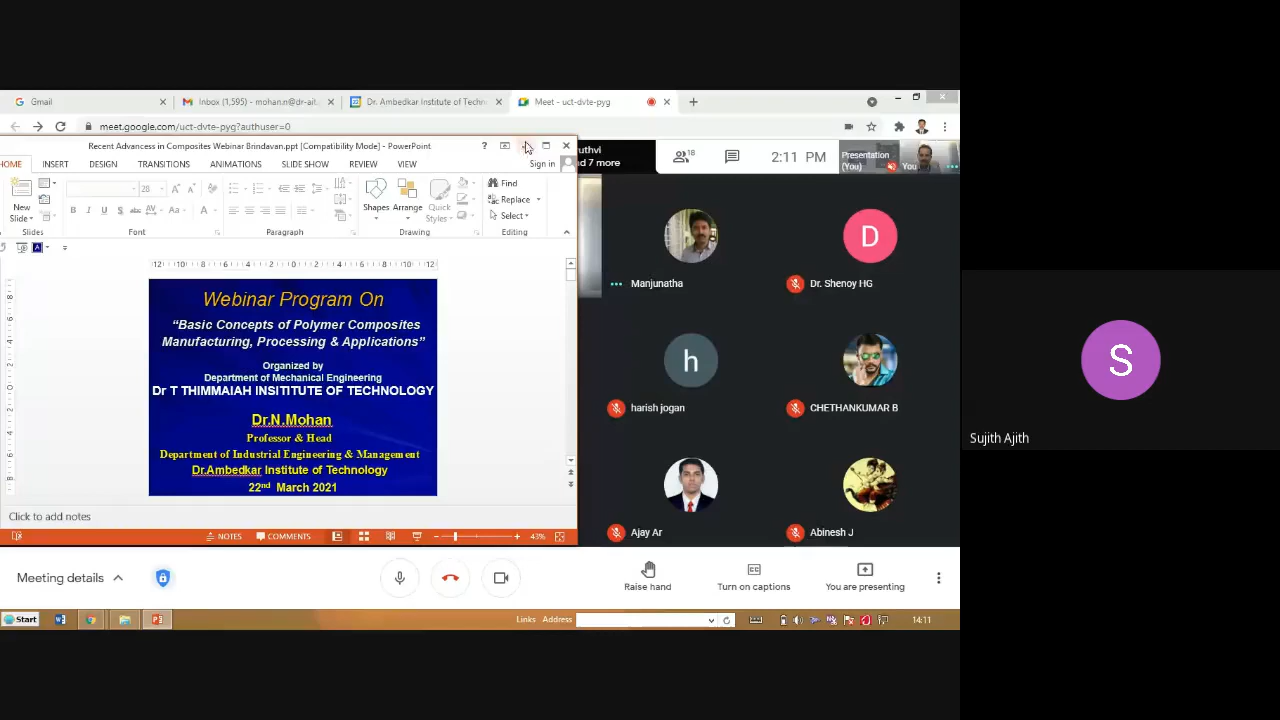 Gmail
Inbox (1,595) - mohan.n@dr-ait.
Dr. Ambedkar Institute of Techn
Meet - uct-dvte-pyg
meet.google.com/uct-dvte-pyg?authuser=0
Recent Advancess in Composites Webinar Brindavan.ppt [Compatibility Mode] - PowerPoint
HOME INSERT DESIGN TRANSITIONS ANIMATIONS SLIDE SHOW REVIEW VIEW
Sign in
New
Slide
28
Shapes
Arrange
Quick
Styles
Find
Replace
Select
Slides
Font
Paragraph
Drawing
Editing
Webinar Program On
“Basic Concepts of Polymer Composites
Manufacturing, Processing & Applications”
Organized by
Department of Mechanical Engineering
Dr T THIMMAIAH INSITITUTE OF TECHNOLOGY
Dr.N.Mohan
Professor & Head
Department of Industrial Engineering & Management
Dr.Ambedkar Institute of Technology
22nd March 2021
Click to add notes
NOTES COMMENTS
43%
ruthvi
nd 7 more
18
2:11 PM
Presentation
(You)
You
Manjunatha
Dr. Shenoy HG
D
h
harish jogan
CHETHANKUMAR B
Ajay Ar
Abinesh J
Meeting details
Raise hand
Turn on captions
You are presenting
Start
Links Address
14:11
S
Sujith Ajith